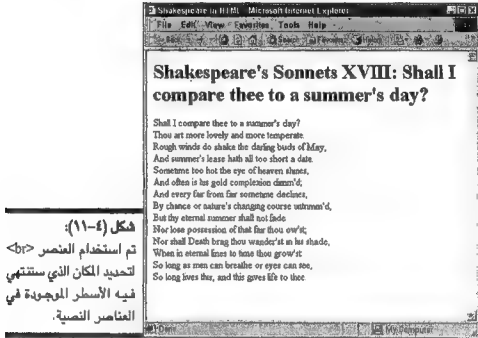 Shakespeare in HTML - Microsoft Internet Explorer
File Edit View Favorites Tools Help
Back Search Favorites History
Shakespeare's Sonnets XVIII: Shall I
compare thee to a summer's day?
Shall I compare thee to a summer's day?
Thou art more lovely and more temperate.
Rough winds do shake the darling buds of May,
And summer's lease hath all too short a date.
Sometime too hot the eye of heaven shines,
And often is his gold complexion dimm'd;
And every fair from fair sometime declines,
By chance or nature's changing course untrimm'd,
But thy eternal summer shall not fade
Nor lose possession of that fair thou ow'st;
Nor shall Death brag thou wander'st in his shade,
When in eternal lines to time thou grow'st
So long as men can breathe or eyes can see,
So long lives this, and this gives life to thee
شكل (٤-١١):
تم استخدام العنصر <br>
لتحديد المكان الذي ستنتهي
فيه الأسطر الموجودة في
العناصر النصية.
Done My Computer